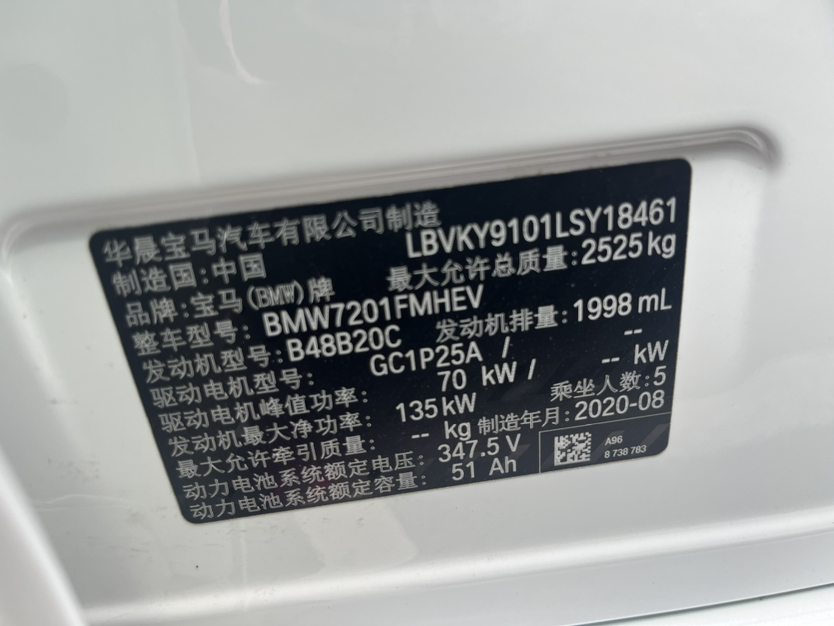 华晨宝马汽车有限公司制造
制造国:中国 LBVKY9101LSY18461
品牌:宝马(BMW)牌 最大允许总质量:2525kg
整车型号: BMW7201FMHEV
发动机型号:B48B20C 发动机排量:1998 mL
驱动电机型号: GC1P25A / --
驱动电机峰值功率: 70 kW / -- kW
发动机最大净功率: 135kW 乘坐人数:5
最大允许牵引质量: -- kg 制造年月:2020-08
动力电池系统额定电压: 347.5 V
动力电池系统额定容量: 51 Ah
A96
8 738 783